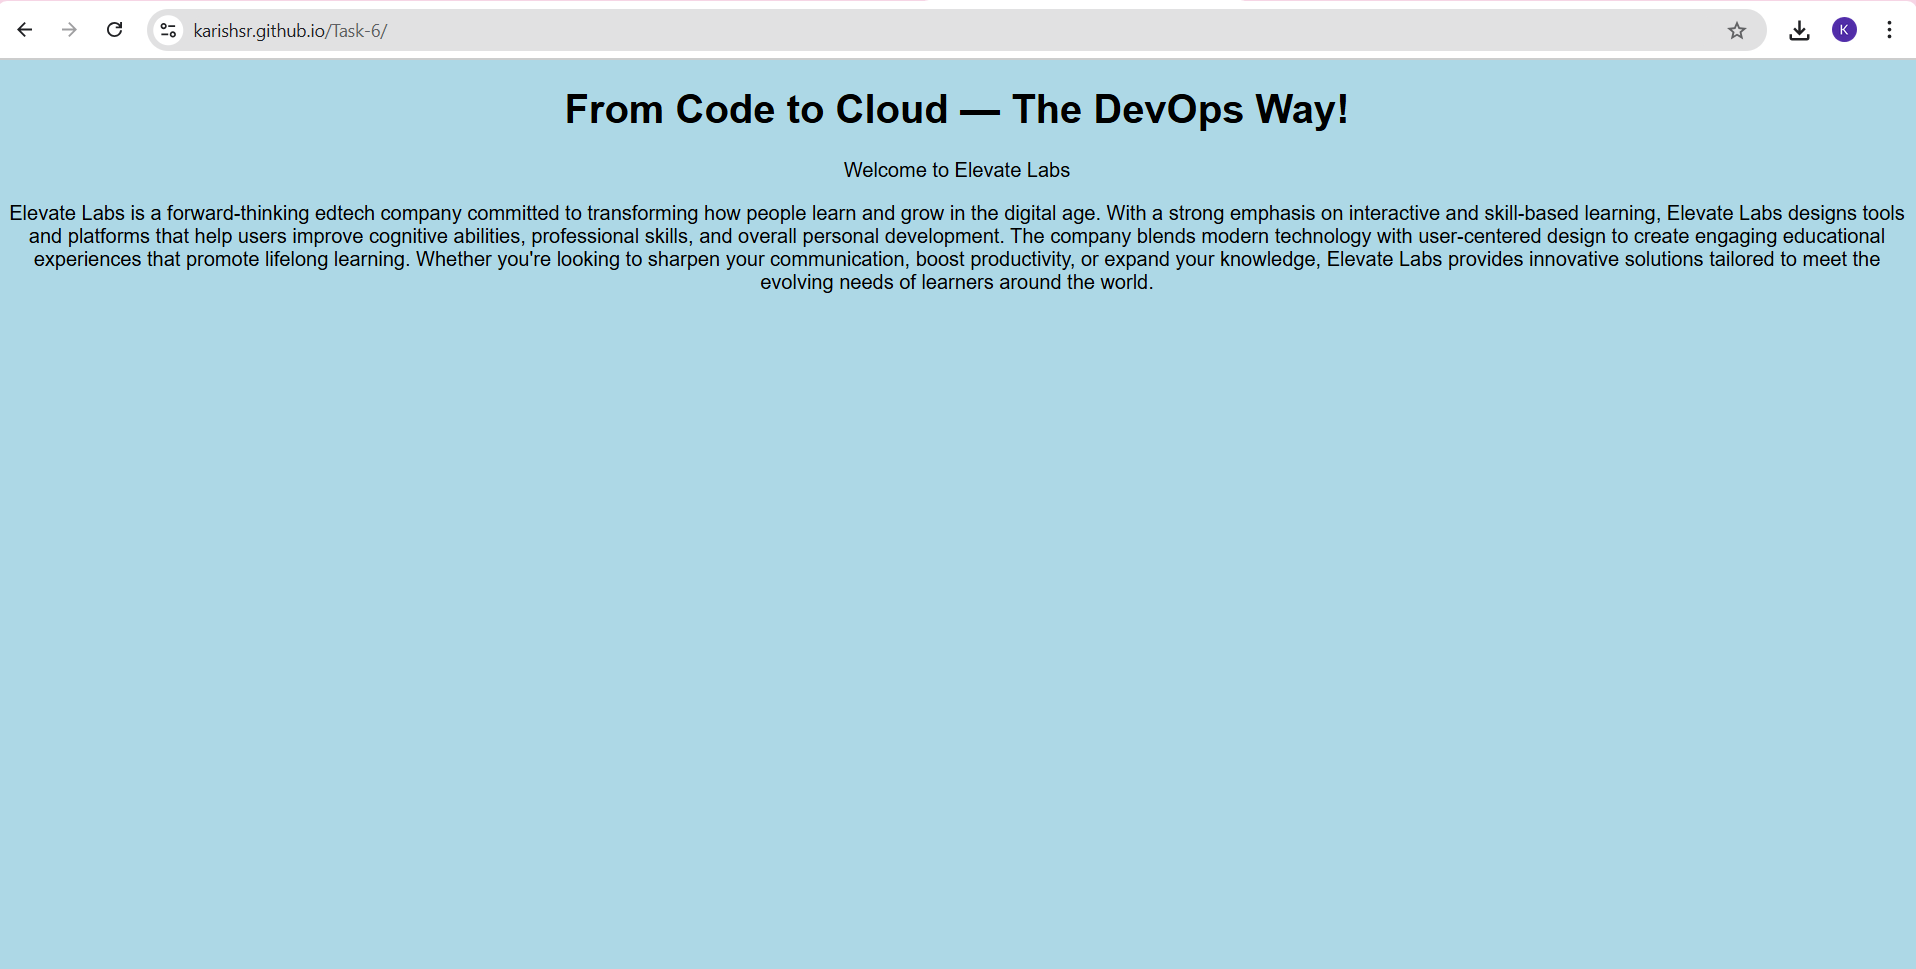 karishsr.github.io/Task-6/
K
From Code to Cloud — The DevOps Way!
Welcome to Elevate Labs
Elevate Labs is a forward-thinking edtech company committed to transforming how people learn and grow in the digital age. With a strong emphasis on interactive and skill-based learning, Elevate Labs designs tools
and platforms that help users improve cognitive abilities, professional skills, and overall personal development. The company blends modern technology with user-centered design to create engaging educational
experiences that promote lifelong learning. Whether you're looking to sharpen your communication, boost productivity, or expand your knowledge, Elevate Labs provides innovative solutions tailored to meet the
evolving needs of learners around the world.